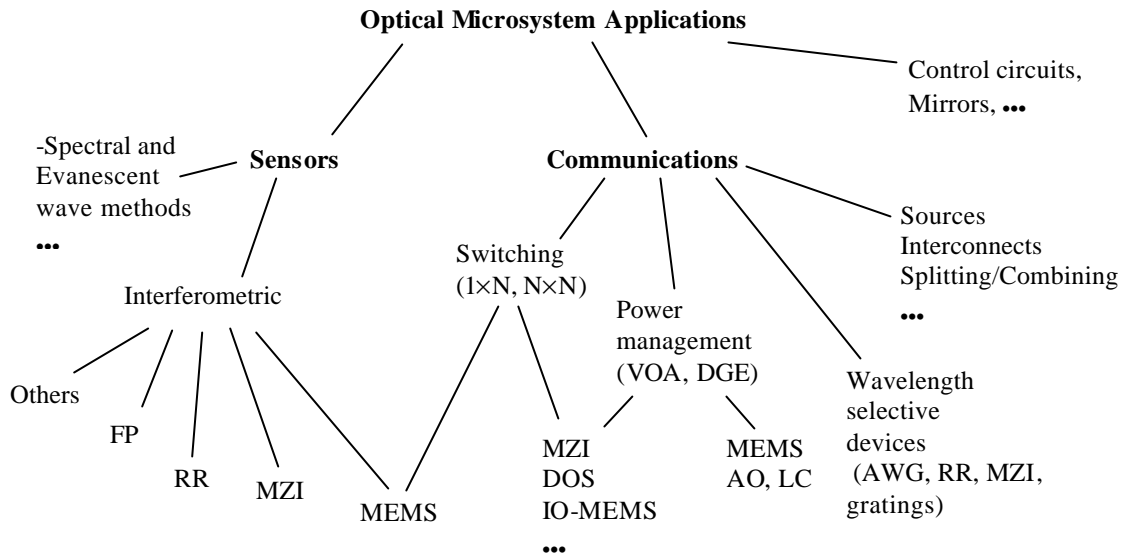 Optical Microsystem Applications
Control circuits,
Mirrors, •••
-Spectral and
Evanescent
wave methods
•••
Sensors
Communications
Sources
Interconnects
Splitting/Combining
•••
Switching
(1×N, N×N)
Interferometric
Power
management
(VOA, DGE)
Wavelength
selective
devices
(AWG, RR, MZI,
gratings)
Others
FP
RR
MZI
MEMS
MZI
DOS
IO-MEMS
•••
MEMS
AO, LC